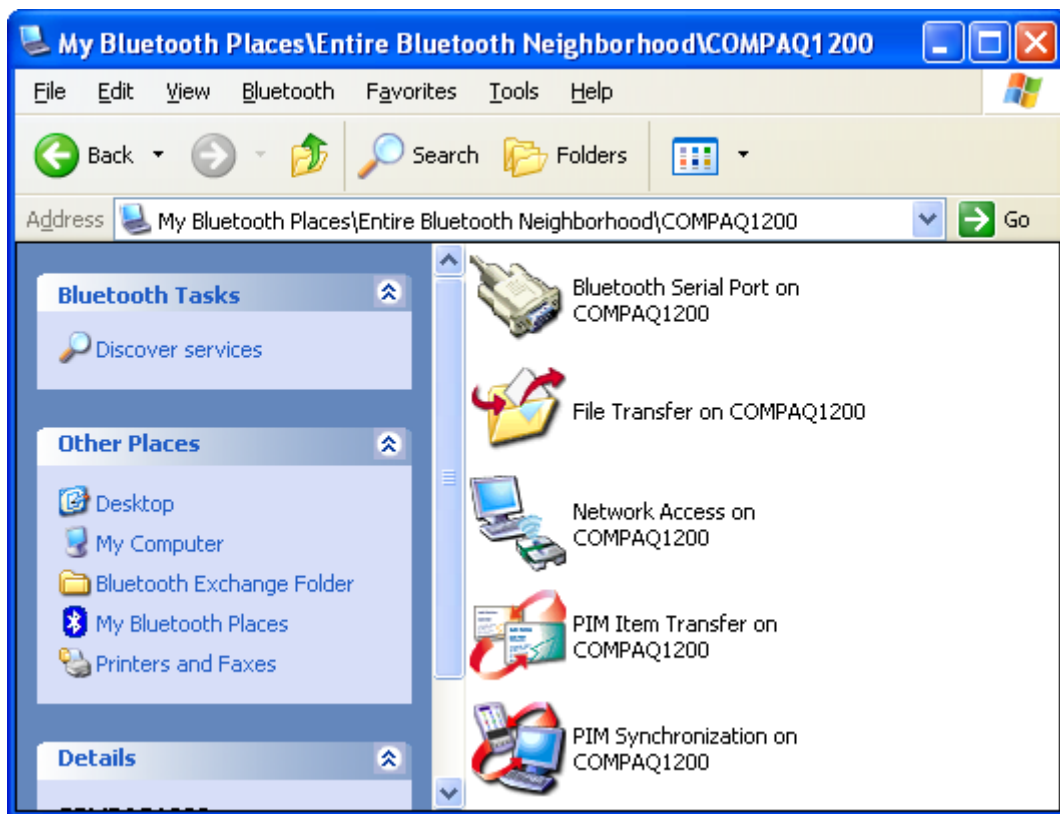 My Bluetooth Places\Entire Bluetooth Neighborhood\COMPAQ1200
File Edit View Bluetooth Favorites Tools Help
Back Search Folders
Address My Bluetooth Places\Entire Bluetooth Neighborhood\COMPAQ1200 Go
Bluetooth Tasks
Discover services
Other Places
Desktop
My Computer
Bluetooth Exchange Folder
My Bluetooth Places
Printers and Faxes
Details
Bluetooth Serial Port on
COMPAQ1200
File Transfer on COMPAQ1200
Network Access on
COMPAQ1200
PIM Item Transfer on
COMPAQ1200
PIM Synchronization on
COMPAQ1200